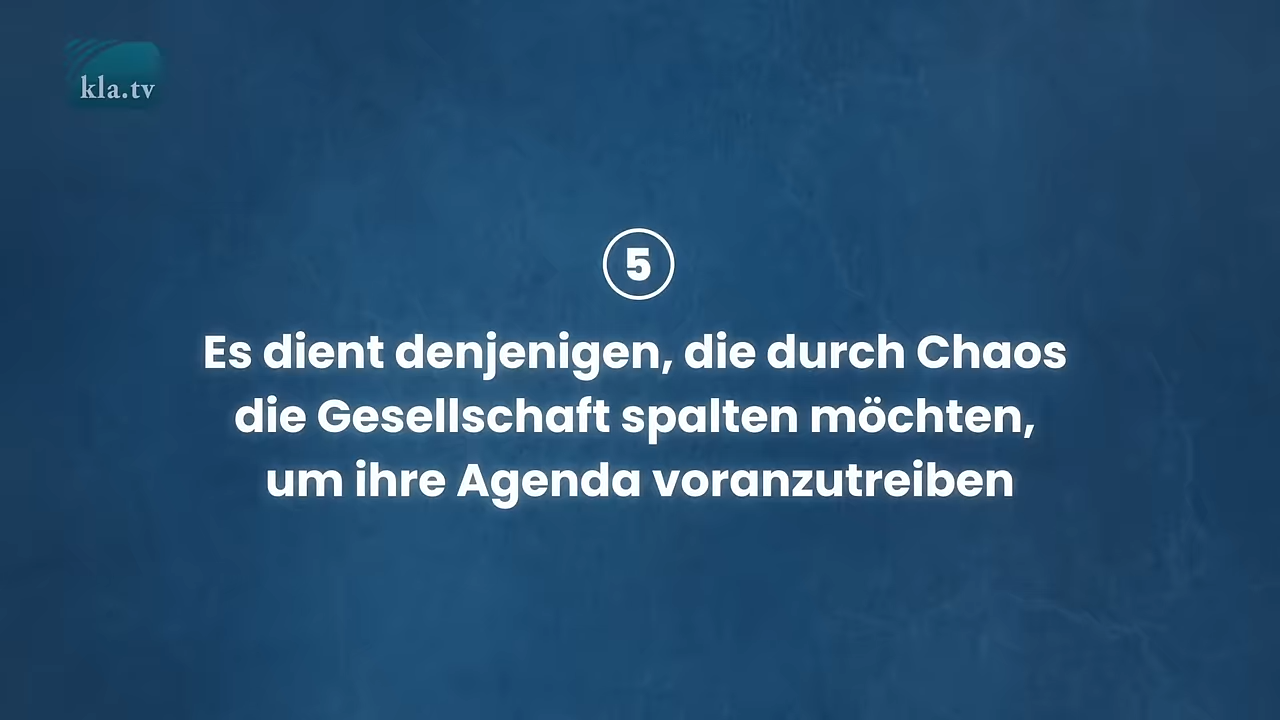 kla.tv
5
Es dient denjenigen, die durch Chaos
die Gesellschaft spalten möchten,
um ihre Agenda voranzutreiben